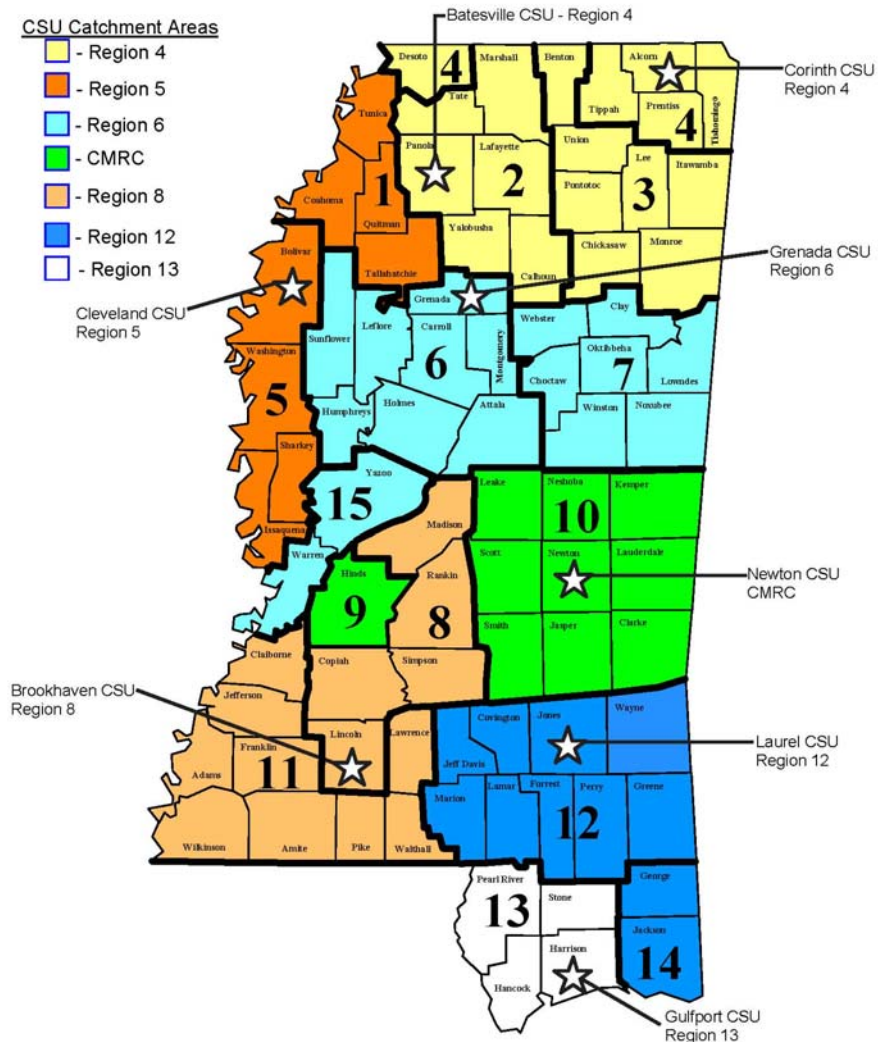 Batesville CSU - Region 4
CSU Catchment Areas
- Region 4
- Region 5
- Region 6
- CMRC
- Region 8
- Region 12
- Region 13
Corinth CSU
Region 4
Grenada CSU
Region 6
Cleveland CSU
Region 5
Newton CSU
CMRC
Brookhaven CSU
Region 8
Laurel CSU
Region 12
Gulfport CSU
Region 13
Desoto
4
Marshall
Benton
Alcorn
Tippah
Prentiss
4
Tishomingo
Tate
Tunica
Panola
Lafayette
2
Union
Lee
3
Itawamba
Pontotoc
1
Coahoma
Quitman
Yalobusha
Chickasaw
Monroe
Tallahatchie
Calhoun
Bolivar
Grenada
Webster
Clay
Sunflower
Leflore
Carroll
Montgomery
6
Oktibbeha
7
Washington
Choctaw
Lowndes
5
Humphreys
Holmes
Attala
Winston
Noxubee
Sharkey
Yazoo
15
Leake
Neshoba
Kemper
10
Issaquena
Madison
Warren
Scott
Newton
Lauderdale
Hinds
9
Rankin
8
Smith
Jasper
Clarke
Claiborne
Copiah
Simpson
Jefferson
Lincoln
Lawrence
Covington
Jones
Wayne
Franklin
11
Adams
Jeff Davis
Marion
Lamar
Forrest
Perry
Greene
12
Wilkinson
Amite
Pike
Walthall
Pearl River
13
Stone
George
Harrison
Jackson
14
Hancock